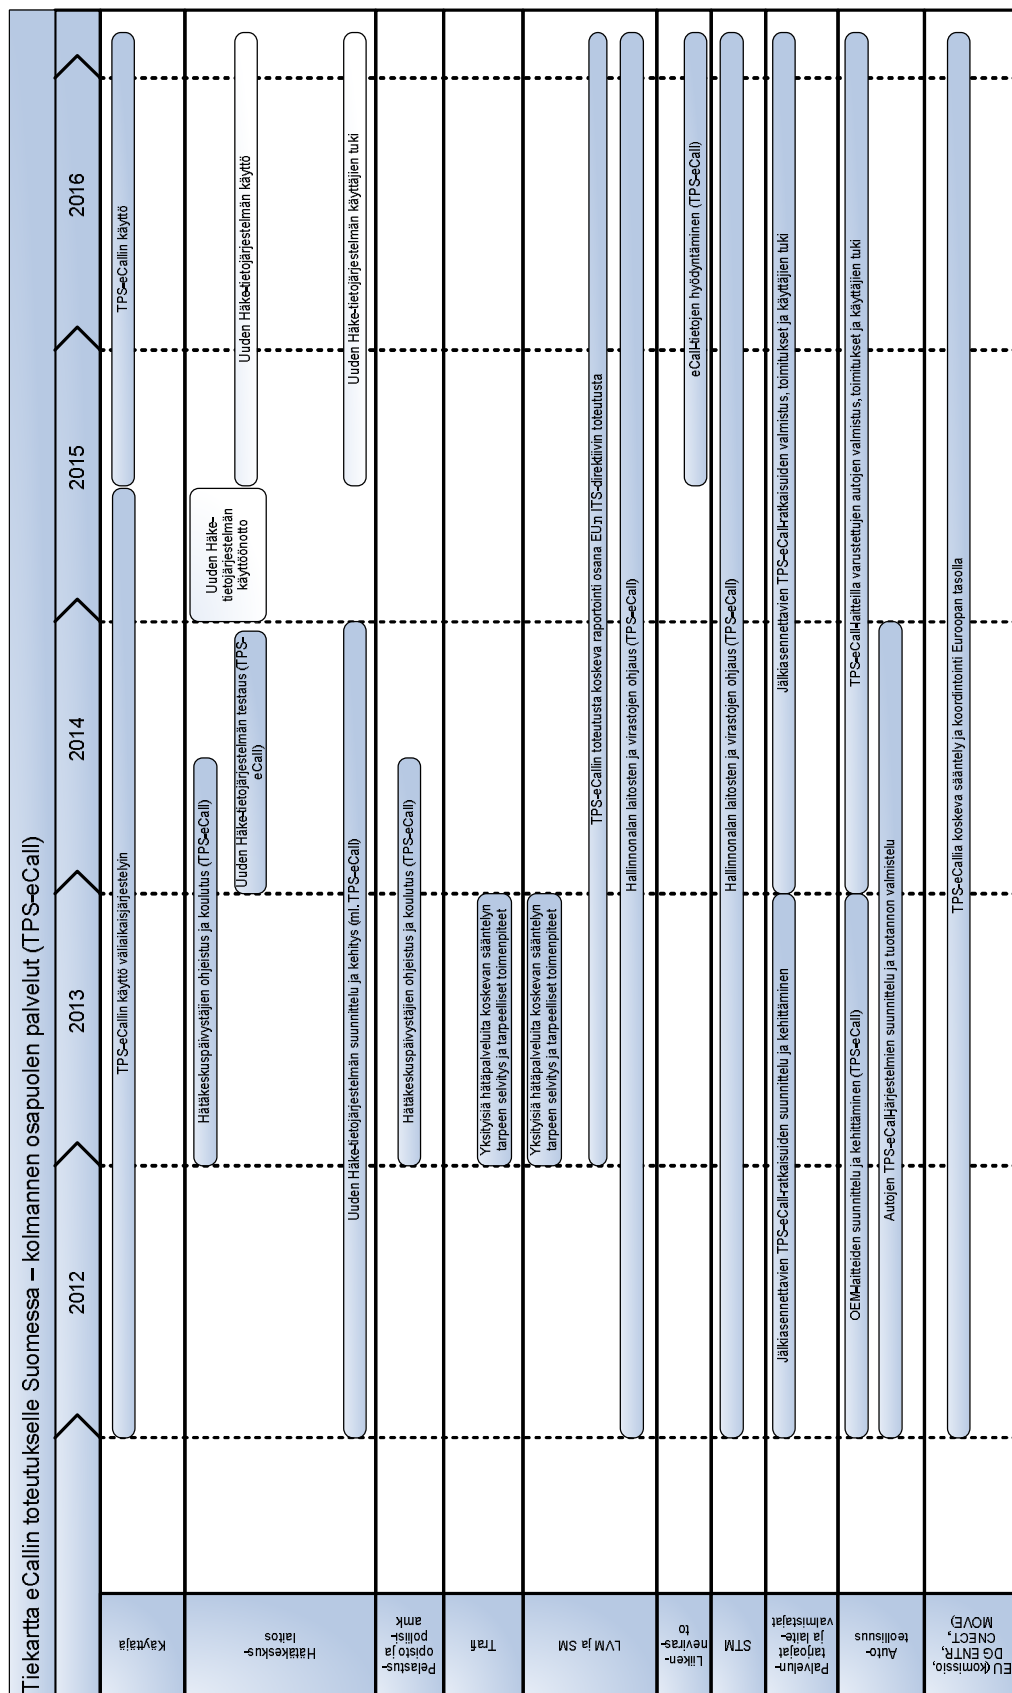 Tiekartta eCallin toteutukselle Suomessa – kolmannen osapuolen palvelut (TPS-eCall)
2012
2013
2014
2015
2016
Käyttäjä
TPS-eCallin käyttö väliaikaisjärjestelyin
TPS-eCallin käyttö
Hätäkeskus-
laitos
Hätäkeskuspäivystäjien ohjeistus ja koulutus (TPS-eCall)
Uuden Häke-
tietojärjestelmän
käyttöönotto
Uuden Häke-tietojärjestelmän testaus (TPS-
eCall)
Uuden Häke-tietojärjestelmän käyttö
Uuden Häke-tietojärjestelmän suunnittelu ja kehitys (ml. TPS-eCall)
Uuden Häke-tietojärjestelmän käyttäjien tuki
Pelastus-
opisto ja
poliisi-
amk
Hätäkeskuspäivystäjien ohjeistus ja koulutus (TPS-eCall)
Trafi
Yksityisiä hätäpalveluita koskevan sääntelyn
tarpeen selvitys ja tarpeelliset toimenpiteet
LVM ja SM
Yksityisiä hätäpalveluita koskevan sääntelyn
tarpeen selvitys ja tarpeelliset toimenpiteet
TPS-eCallin toteutusta koskeva raportointi osana EU:n ITS-direktiivin toteutusta
Hallinnonalan laitosten ja virastojen ohjaus (TPS-eCall)
Liiken-
neviras-
to
eCall-tietojen hyödyntäminen (TPS-eCall)
STM
Hallinnonalan laitosten ja virastojen ohjaus (TPS-eCall)
Palvelun-
tarjoajat
ja laite-
valmistajat
Jälkiasennettavien TPS-eCall-ratkaisuiden suunnittelu ja kehittäminen
Jälkiasennettavien TPS-eCall-ratkaisuiden valmistus, toimitukset ja käyttäjien tuki
Auto-
teollisuus
OEM-laitteiden suunnittelu ja kehittäminen (TPS-eCall)
TPS-eCall-laitteilla varustettujen autojen valmistus, toimitukset ja käyttäjien tuki
Autojen TPS-eCall-järjestelmien suunnittelu ja tuotannon valmistelu
EU (komissio,
DG ENTR,
CNECT,
MOVE)
TPS-eCallia koskeva sääntely ja koordintointi Euroopan tasolla